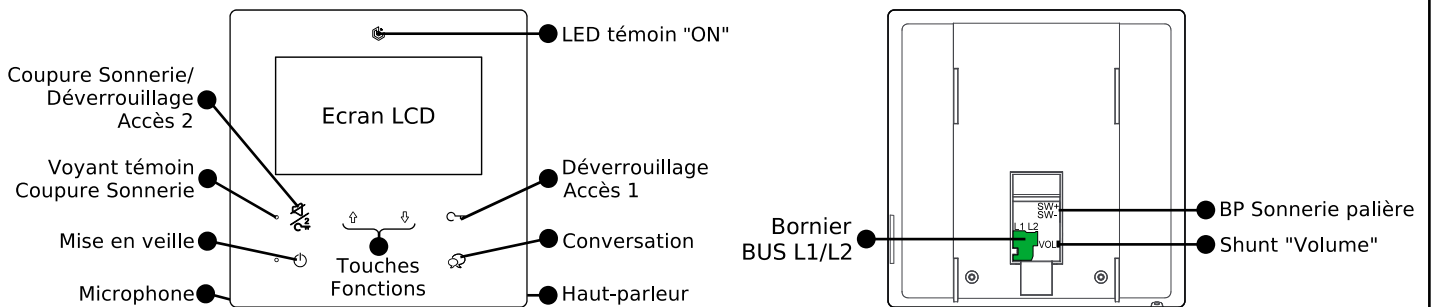 LED témoin "ON"
Coupure Sonnerie/
Déverrouillage
Accès 2
Ecran LCD
Voyant témoin
Coupure Sonnerie
Déverrouillage
Accès 1
2
Mise en veille
Touches
Fonctions
Conversation
Microphone
Haut-parleur
SW+
SW-
BP Sonnerie palière
L1 L2
Bornier
BUS L1/L2
VOL
Shunt "Volume"